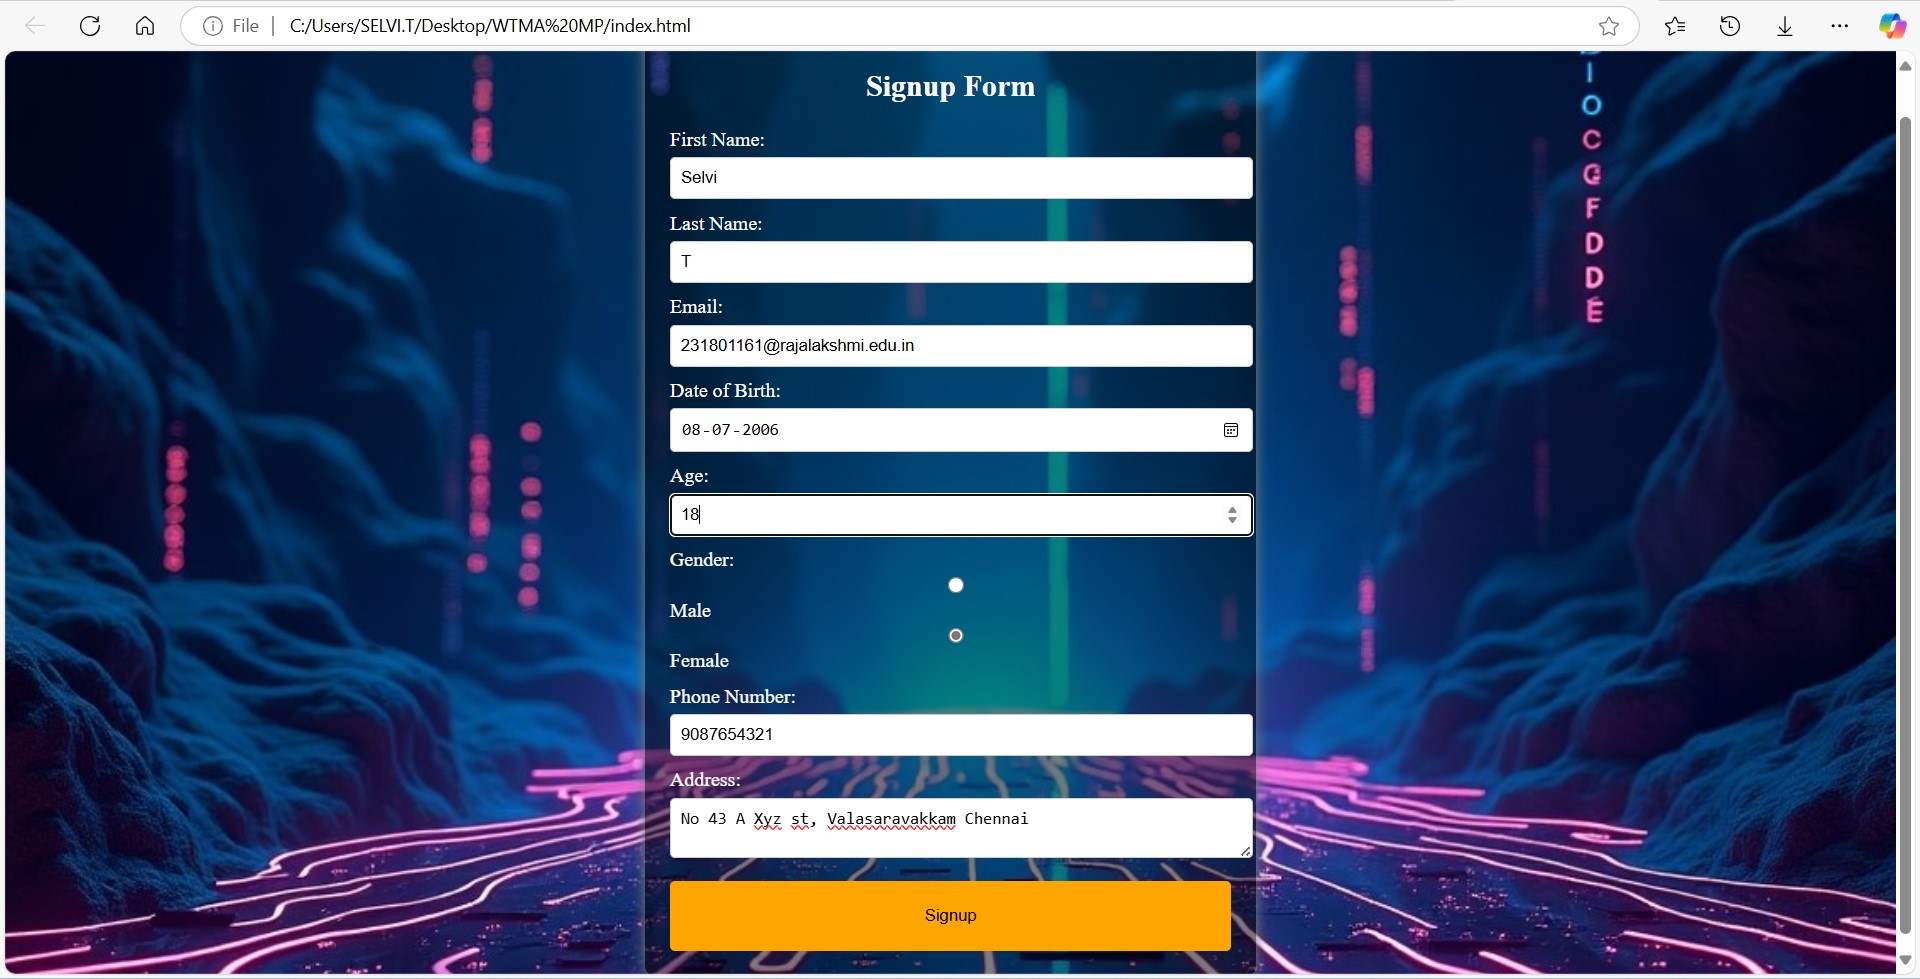 File C:/Users/SELVI.T/Desktop/WTMA%20MP/index.html
Signup Form
First Name:
Selvi
Last Name:
T
Email:
231801161@rajalakshmi.edu.in
Date of Birth:
08-07-2006
Age:
18
Gender:
Male
Female
Phone Number:
9087654321
Address:
No 43 A Xyz st, Valasaravakkam Chennai
Signup
I
O
C
G
F
D
D
E